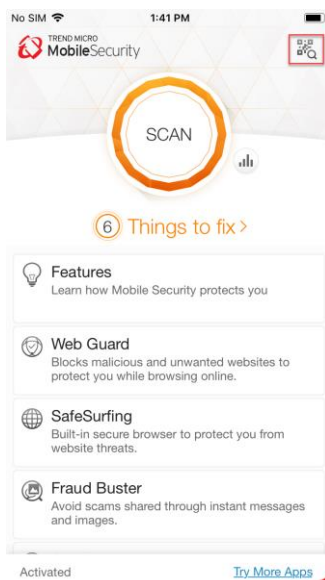 No SIM 1:41 PM
TREND MICRO
MobileSecurity
SCAN
6 Things to fix >
Features
Learn how Mobile Security protects you
Web Guard
Blocks malicious and unwanted websites to
protect you while browsing online.
SafeSurfing
Built-in secure browser to protect you from
website threats.
Fraud Buster
Avoid scams shared through instant messages
and images.
Activated Try More Apps